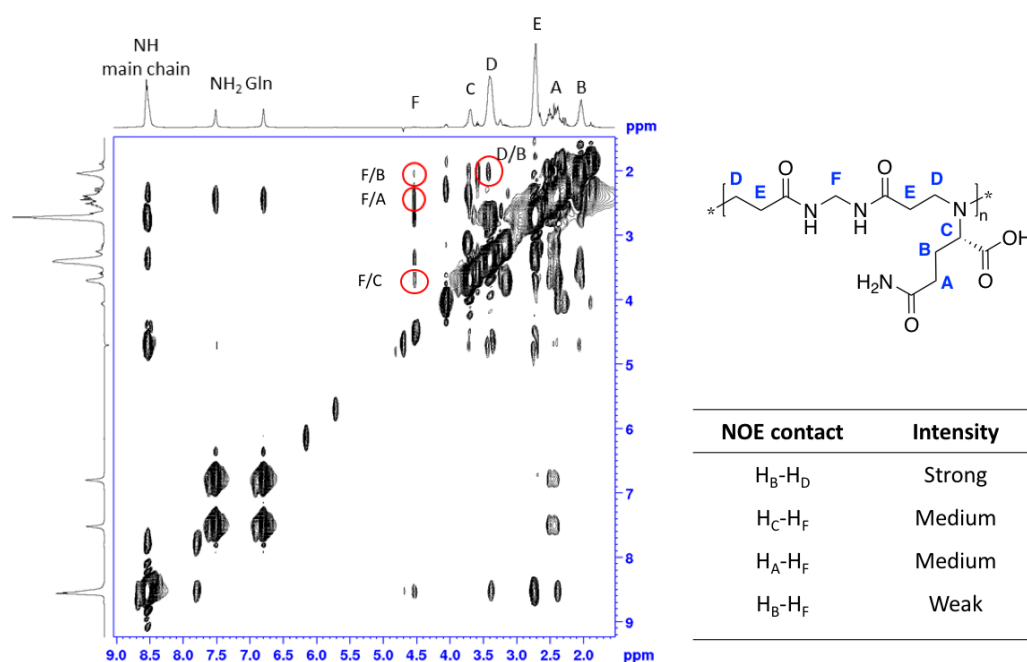 NH
main chain
NH2 Gln
F
C
D
E
A
B
ppm
F/B
F/A
F/C
D/B
2
3
4
5
6
7
8
9
9.0 8.5 8.0 7.5 7.0 6.5 6.0 5.5 5.0 4.5 4.0 3.5 3.0 2.5 2.0 ppm
D
E
O
F
O
E
D
*
N
H
N
H
N
n
*
C
B
O
OH
H2N
A
O
NOE contact Intensity
HB-HD Strong
HC-HF Medium
HA-HF Medium
HB-HF Weak